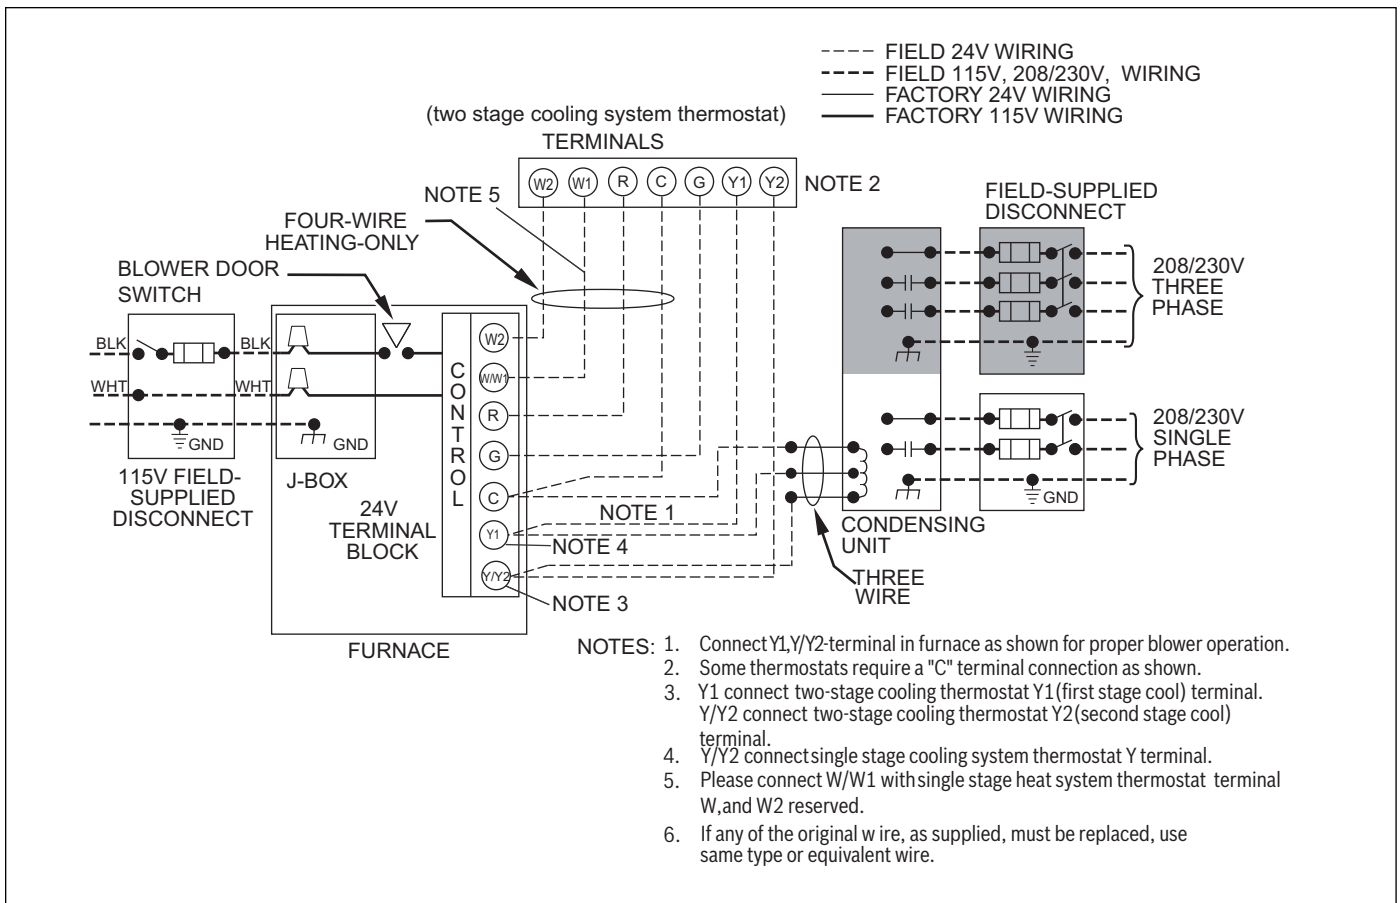 FIELD 24V WIRING
FIELD 115V, 208/230V, WIRING
FACTORY 24V WIRING
FACTORY 115V WIRING
(two stage cooling system thermostat)
TERMINALS
W2 W1 R C G Y1 Y2
NOTE 2
NOTE 5
FOUR-WIRE
HEATING-ONLY
BLOWER DOOR
SWITCH
FIELD-SUPPLIED
DISCONNECT
208/230V
THREE
PHASE
BLK
BLK
WHT
WHT
GND
GND
115V FIELD-
SUPPLIED
DISCONNECT
J-BOX
24V
TERMINAL
BLOCK
CONTROL
W2
W/W1
R
G
C
Y1
Y/Y2
NOTE 1
NOTE 4
NOTE 3
FURNACE
208/230V
SINGLE
PHASE
GND
CONDENSING
UNIT
THREE
WIRE
NOTES: 1. Connect Y1,Y/Y2-terminal in furnace as shown for proper blower operation.
2. Some thermostats require a "C" terminal connection as shown.
3. Y1 connect two-stage cooling thermostat Y1(first stage cool) terminal.
Y/Y2 connect two-stage cooling thermostat Y2(second stage cool)
terminal.
4. Y/Y2 connect single stage cooling system thermostat Y terminal.
5. Please connect W/W1 with single stage heat system thermostat terminal
W,and W2 reserved.
6. If any of the original w ire, as supplied, must be replaced, use
same type or equivalent wire.